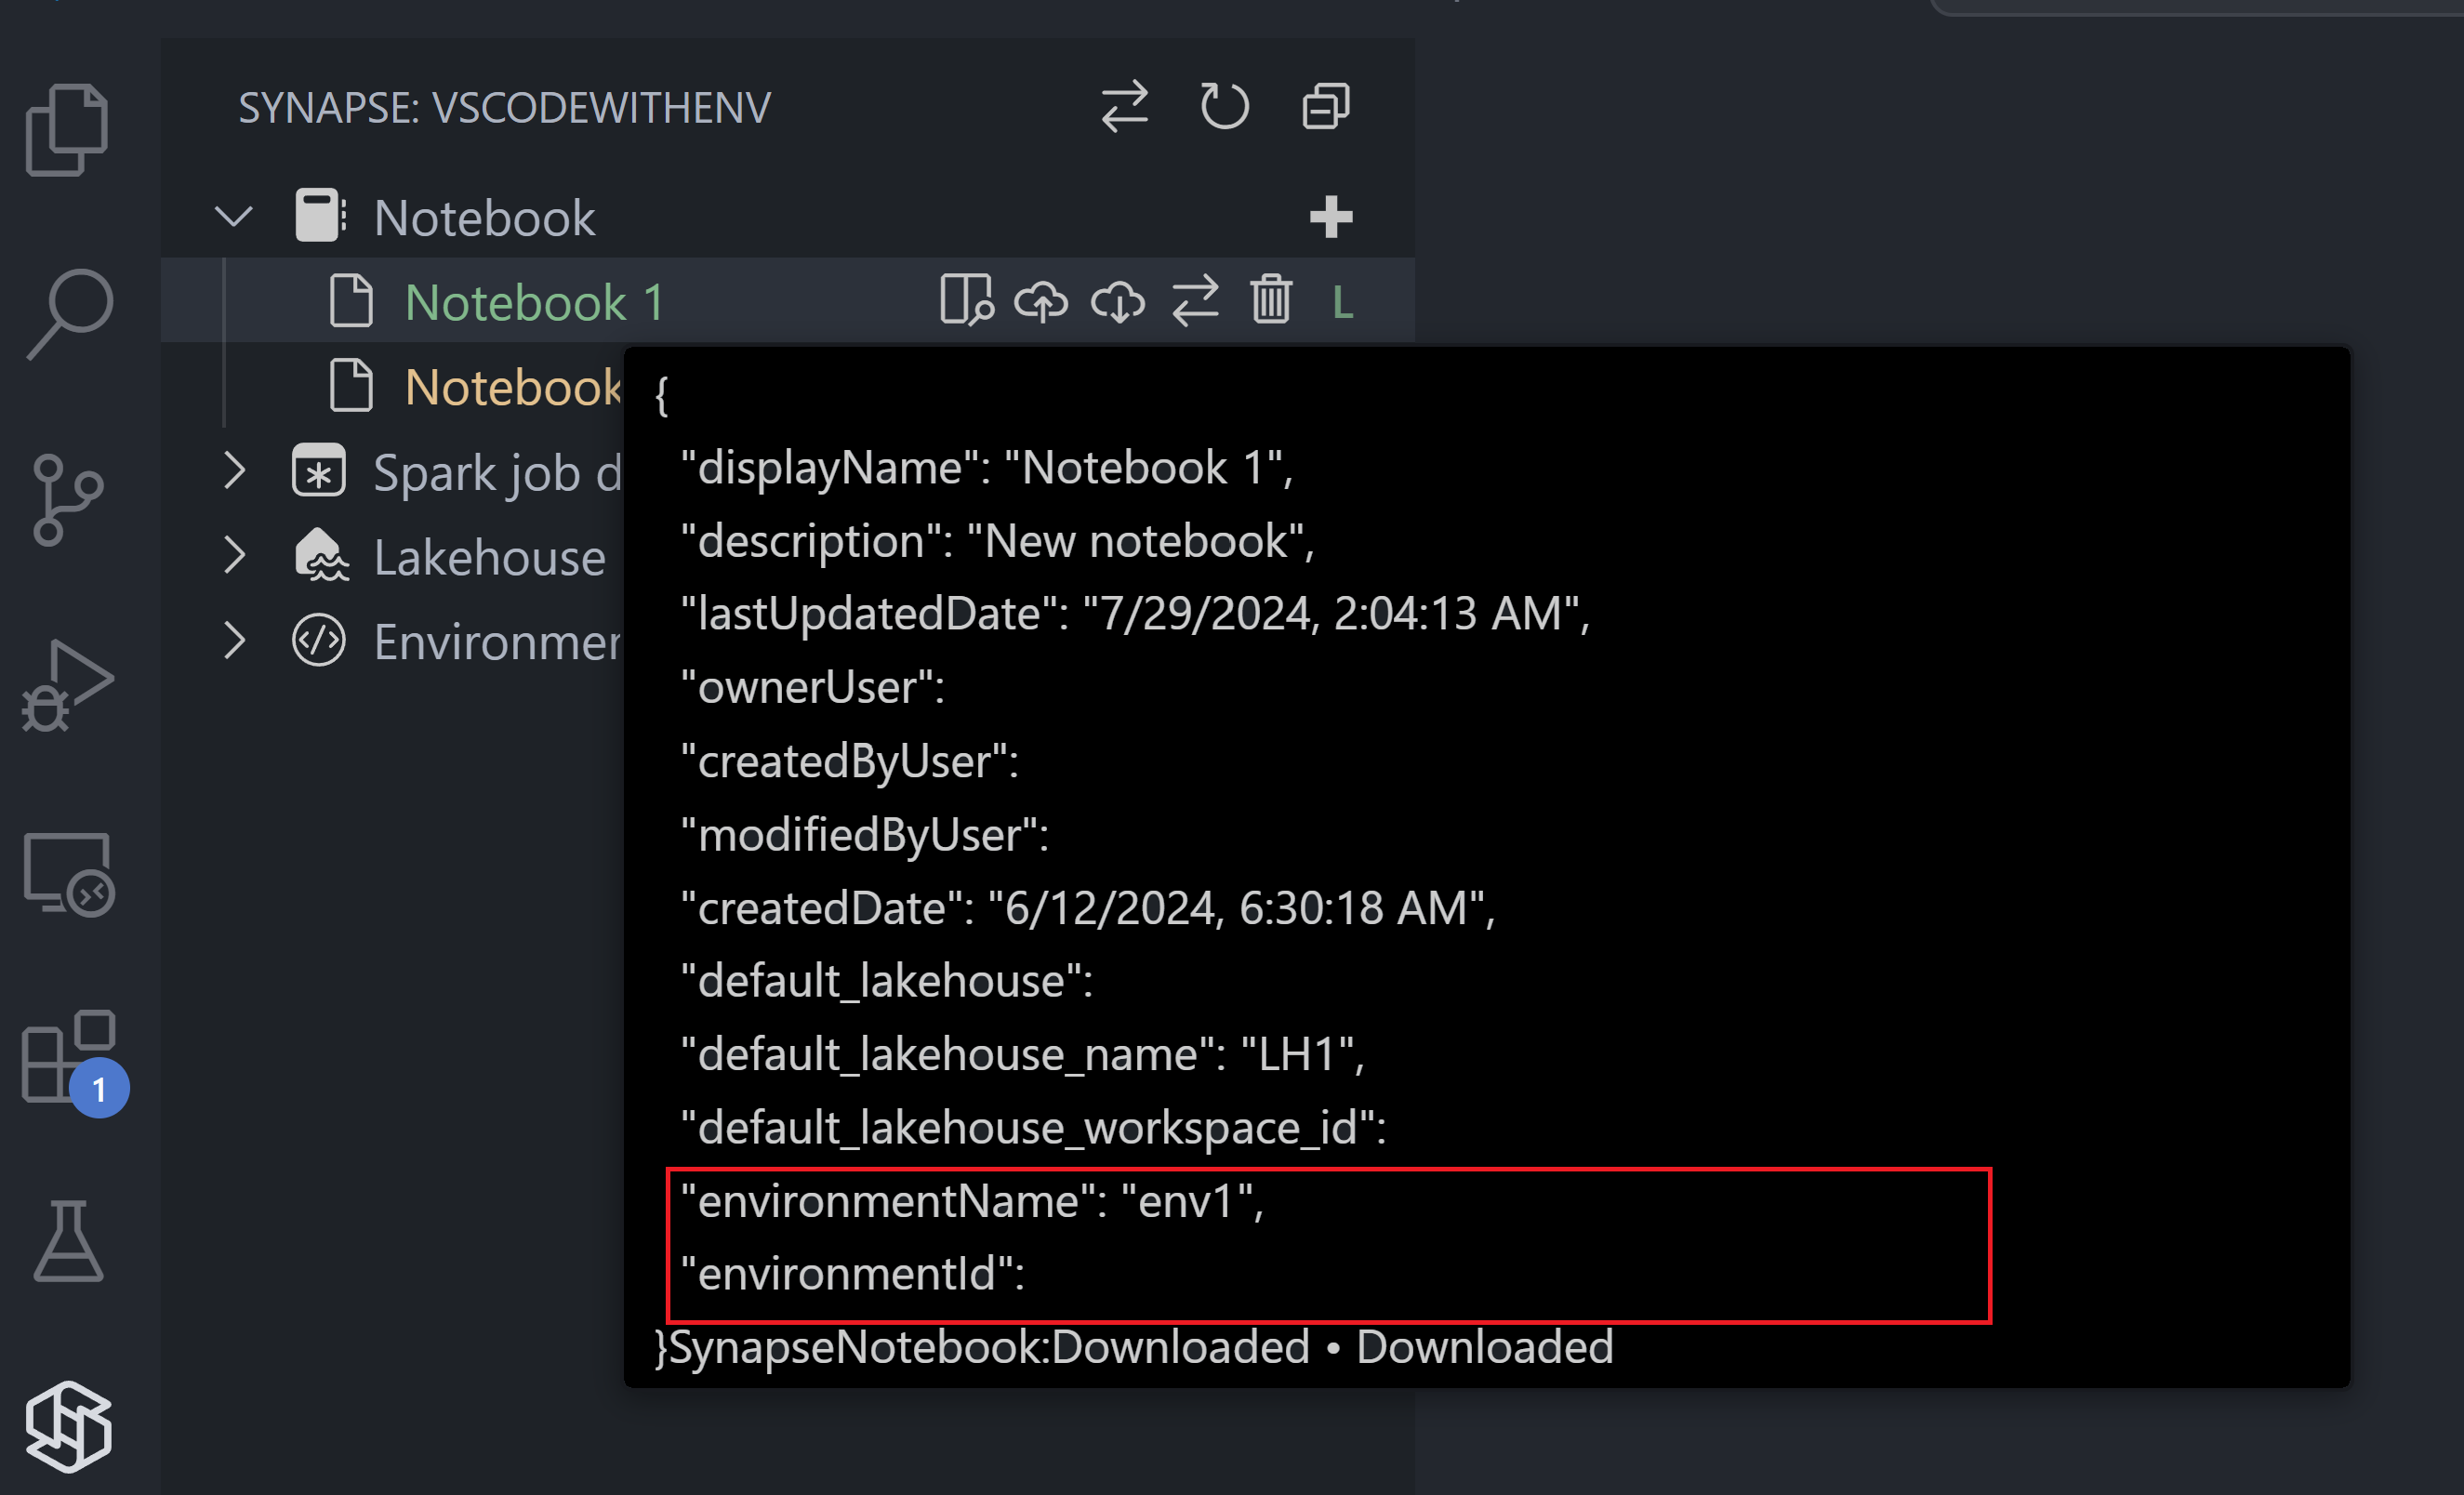 SYNAPSE: VSCODEWITHENV
Notebook
Notebook 1 L
Notebook
Spark job d
Lakehouse
Environmen
{
"displayName": "Notebook 1",
"description": "New notebook",
"lastUpdatedDate": "7/29/2024, 2:04:13 AM",
"ownerUser":
"createdByUser":
"modifiedByUser":
"createdDate": "6/12/2024, 6:30:18 AM",
"default_lakehouse":
"default_lakehouse_name": "LH1",
"default_lakehouse_workspace_id":
"environmentName": "env1",
"environmentId":
}SynapseNotebook:Downloaded • Downloaded
1